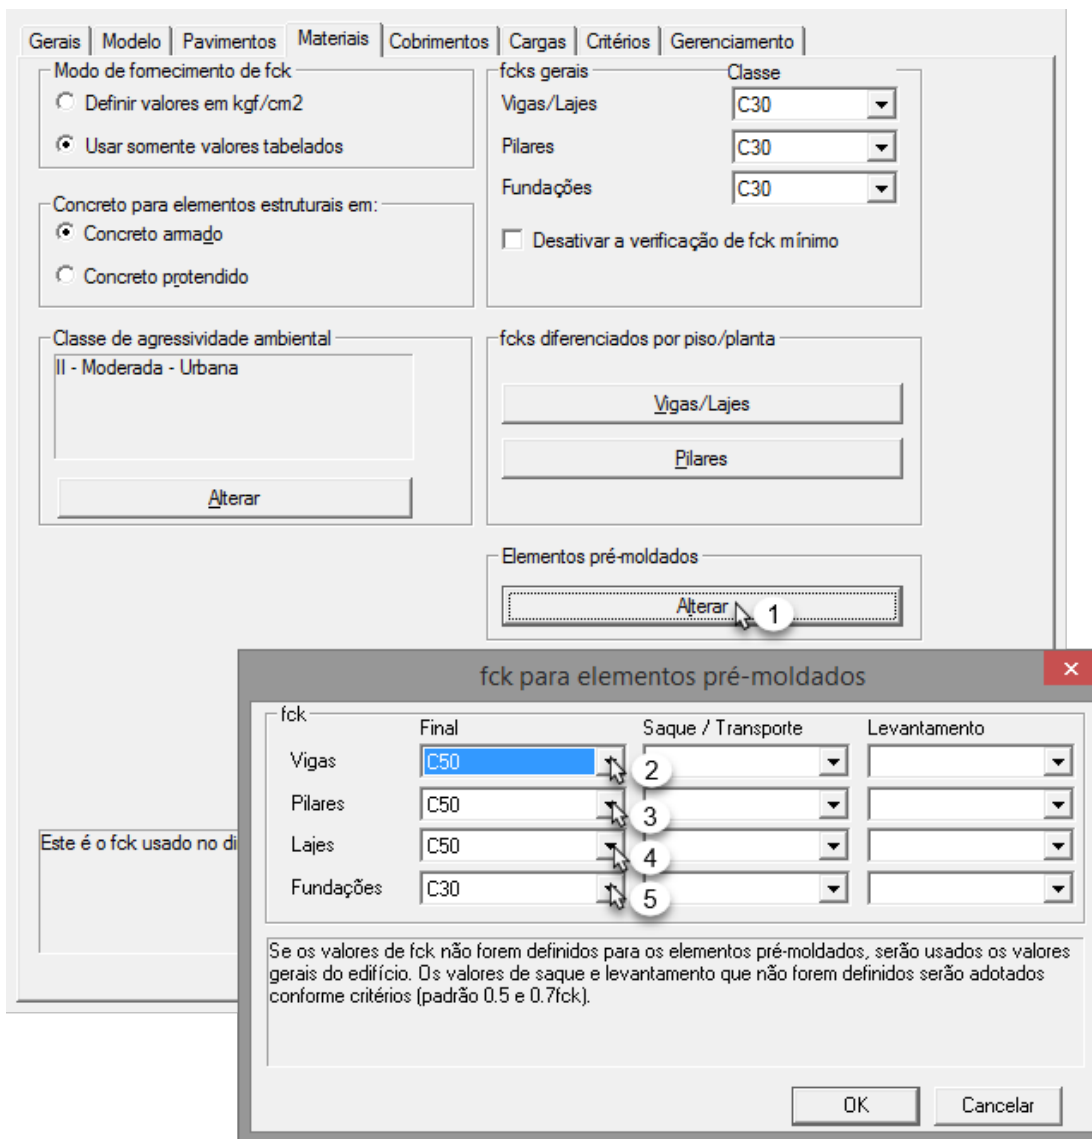 Gerais Modelo Pavimentos Materiais Cobrimentos Cargas Critérios Gerenciamento
Modo de fornecimento de fck
Definir valores em kgf/cm2
Usar somente valores tabelados
Concreto para elementos estruturais em:
Concreto armado
Concreto protendido
Classe de agressividade ambiental
II - Moderada - Urbana
Alterar
fcks gerais Classe
Vigas/Lajes C30
Pilares C30
Fundações C30
Desativar a verificação de fck mínimo
fcks diferenciados por piso/planta
Vigas/Lajes
Pilares
Elementos pré-moldados
Alterar 1
Este é o fck usado no di
fck para elementos pré-moldados
fck
Final Saque / Transporte Levantamento
Vigas C50 2
Pilares C50 3
Lajes C50 4
Fundações C30 5
Se os valores de fck não forem definidos para os elementos pré-moldados, serão usados os valores
gerais do edifício. Os valores de saque e levantamento que não forem definidos serão adotados
conforme critérios (padrão 0.5 e 0.7fck).
OK Cancelar